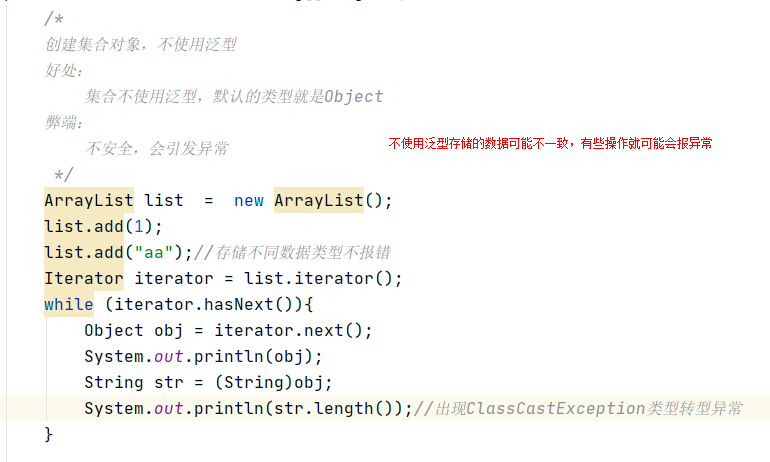 /*
创建集合对象，不使用泛型
好处：
集合不使用泛型，默认的类型就是Object
弊端：
不安全，会引发异常
不使用泛型存储的数据可能不一致，有些操作就可能会报异常
*/
ArrayList list  =  new ArrayList();
list.add(1);
list.add("aa");//存储不同数据类型不报错
Iterator iterator = list.iterator();
while (iterator.hasNext()){
Object obj = iterator.next();
System.out.println(obj);
String str = (String)obj;
System.out.println(str.length());//出现ClassCastException类型转型异常
}